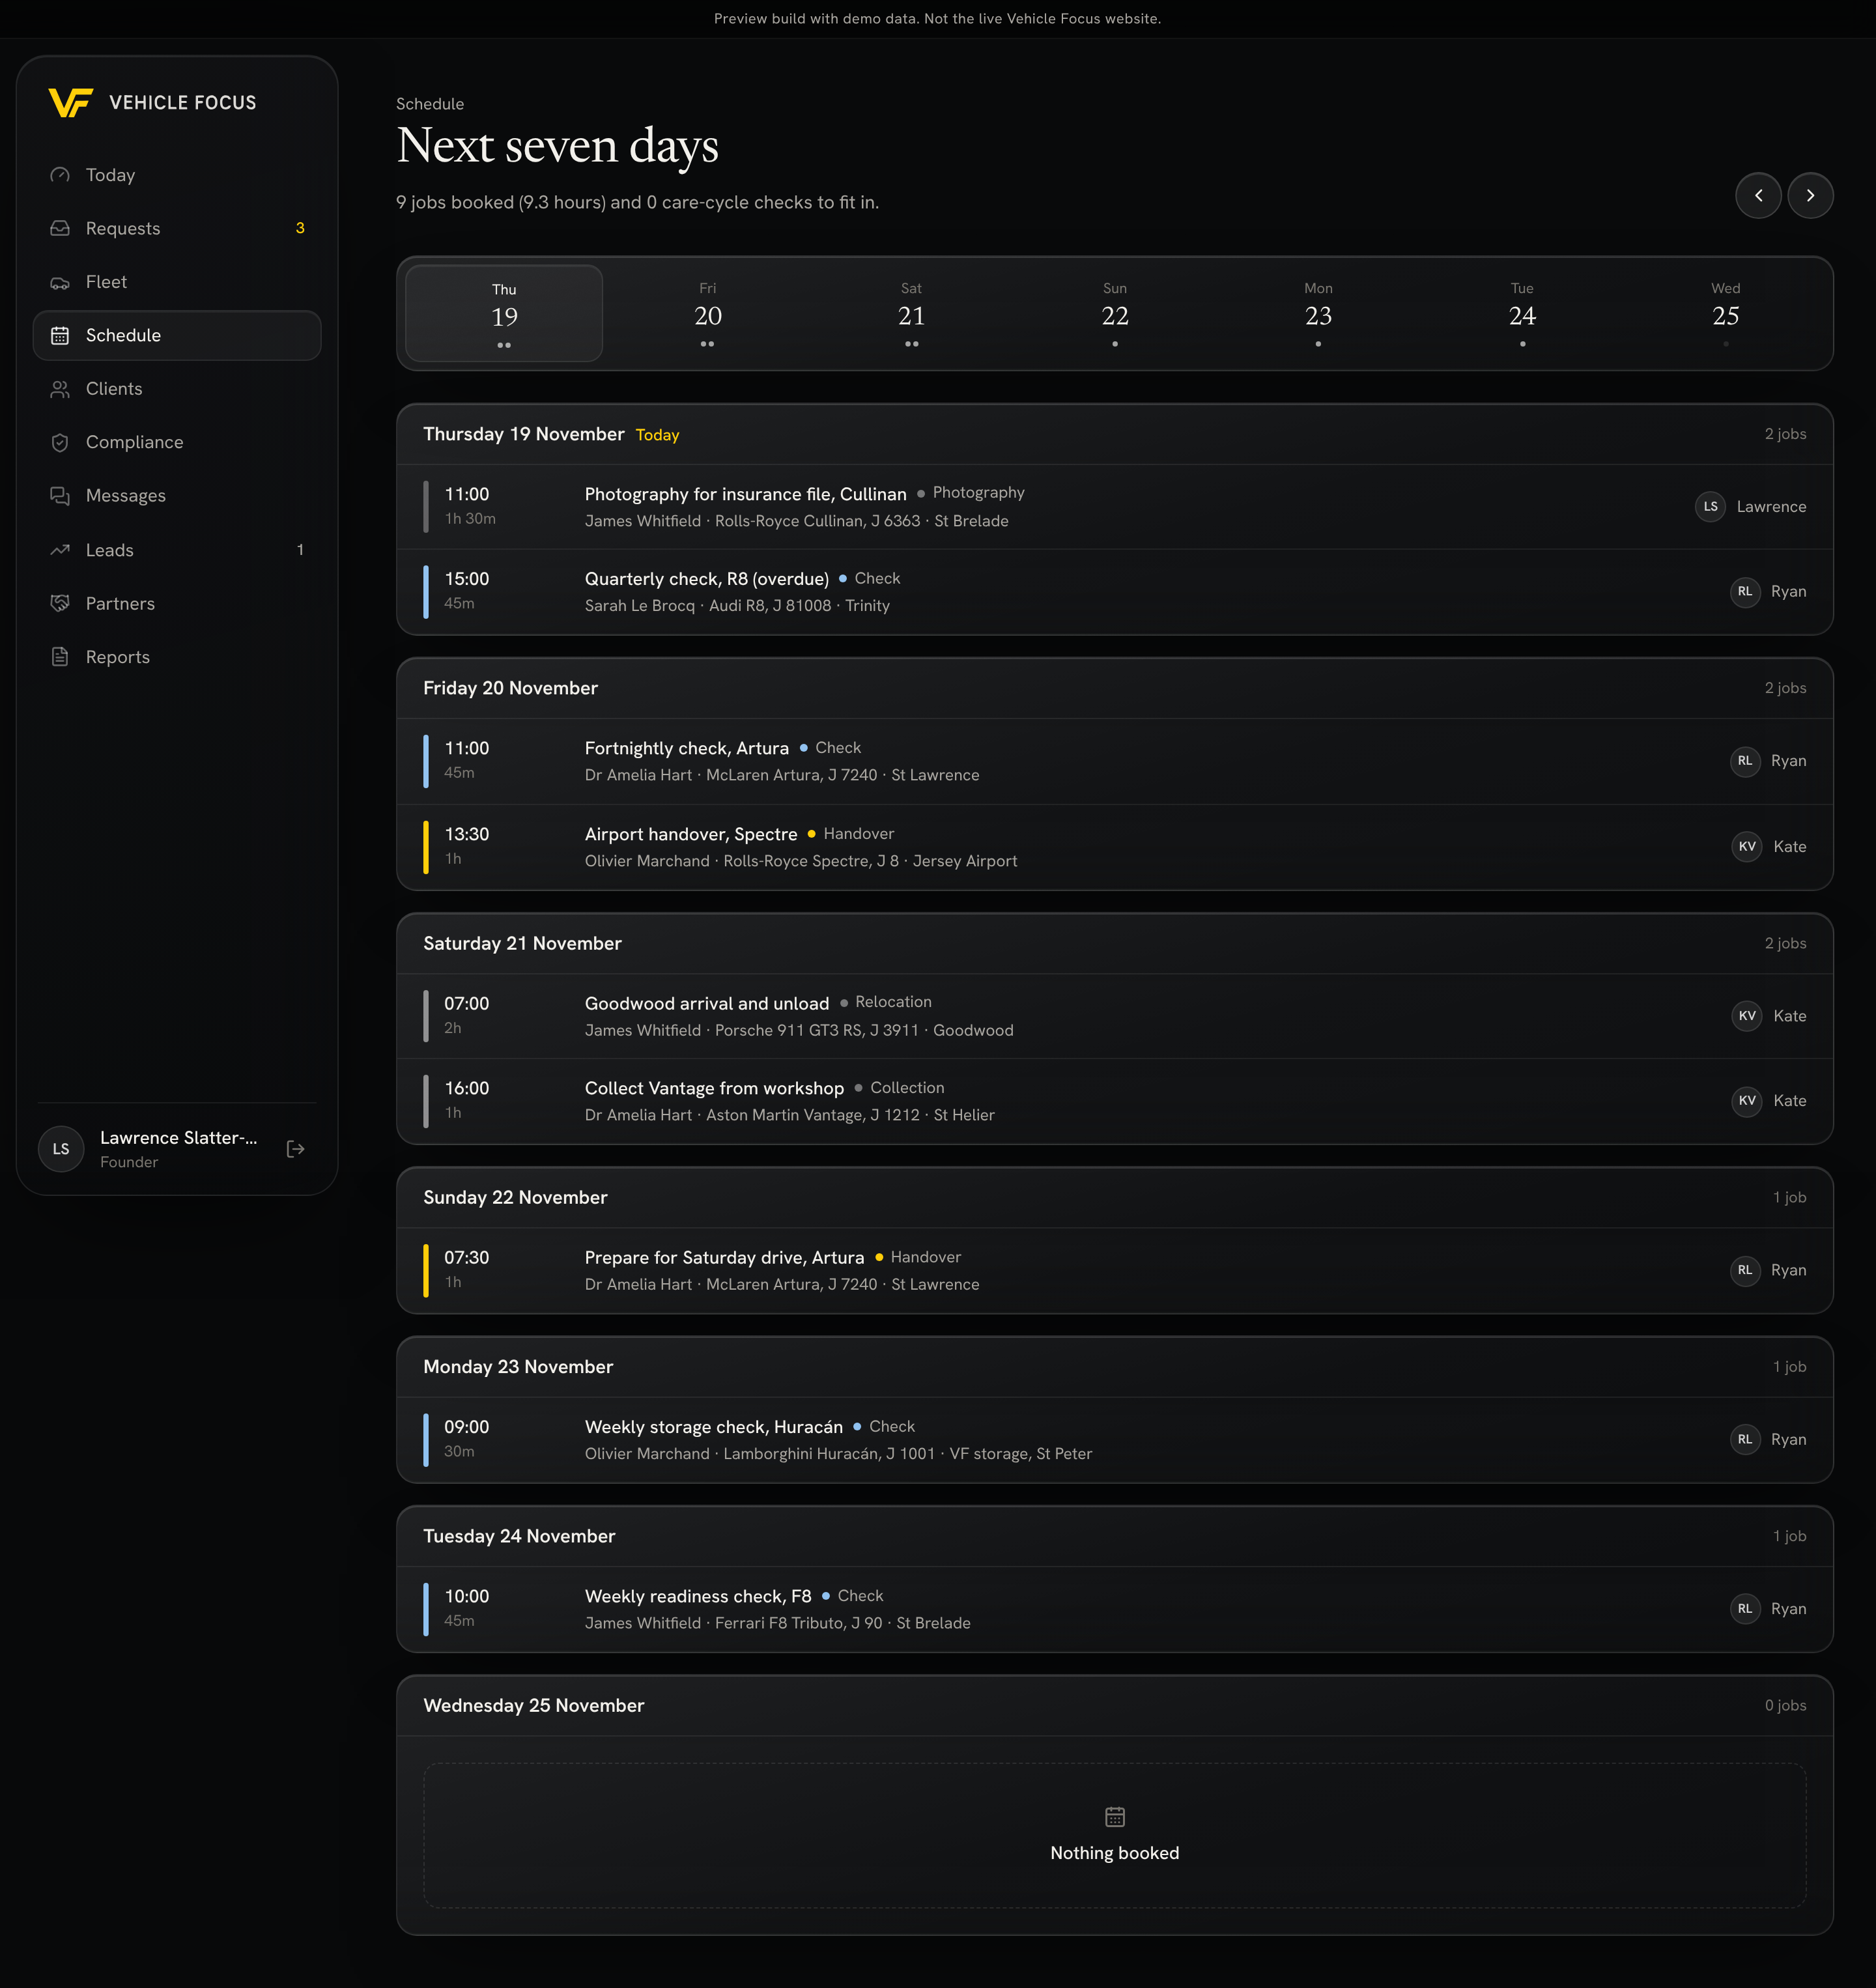 Preview build with demo data. Not the live Vehicle Focus website.
VF VEHICLE FOCUS
Today
Requests 3
Fleet
Schedule
Clients
Compliance
Messages
Leads 1
Partners
Reports
LS Lawrence Slatter-...
Founder
Schedule
Next seven days
9 jobs booked (9.3 hours) and 0 care-cycle checks to fit in.
Thu Fri Sat Sun Mon Tue Wed
19 20 21 22 23 24 25
Thursday 19 November Today 2 jobs
11:00 Photography for insurance file, Cullinan Photography LS Lawrence
1h 30m James Whitfield · Rolls-Royce Cullinan, J 6363 · St Brelade
15:00 Quarterly check, R8 (overdue) Check RL Ryan
45m Sarah Le Brocq · Audi R8, J 81008 · Trinity
Friday 20 November 2 jobs
11:00 Fortnightly check, Artura Check RL Ryan
45m Dr Amelia Hart · McLaren Artura, J 7240 · St Lawrence
13:30 Airport handover, Spectre Handover KV Kate
1h Olivier Marchand · Rolls-Royce Spectre, J 8 · Jersey Airport
Saturday 21 November 2 jobs
07:00 Goodwood arrival and unload Relocation KV Kate
2h James Whitfield · Porsche 911 GT3 RS, J 3911 · Goodwood
16:00 Collect Vantage from workshop Collection KV Kate
1h Dr Amelia Hart · Aston Martin Vantage, J 1212 · St Helier
Sunday 22 November 1 job
07:30 Prepare for Saturday drive, Artura Handover RL Ryan
1h Dr Amelia Hart · McLaren Artura, J 7240 · St Lawrence
Monday 23 November 1 job
09:00 Weekly storage check, Huracán Check RL Ryan
30m Olivier Marchand · Lamborghini Huracán, J 1001 · VF storage, St Peter
Tuesday 24 November 1 job
10:00 Weekly readiness check, F8 Check RL Ryan
45m James Whitfield · Ferrari F8 Tributo, J 90 · St Brelade
Wednesday 25 November 0 jobs
Nothing booked